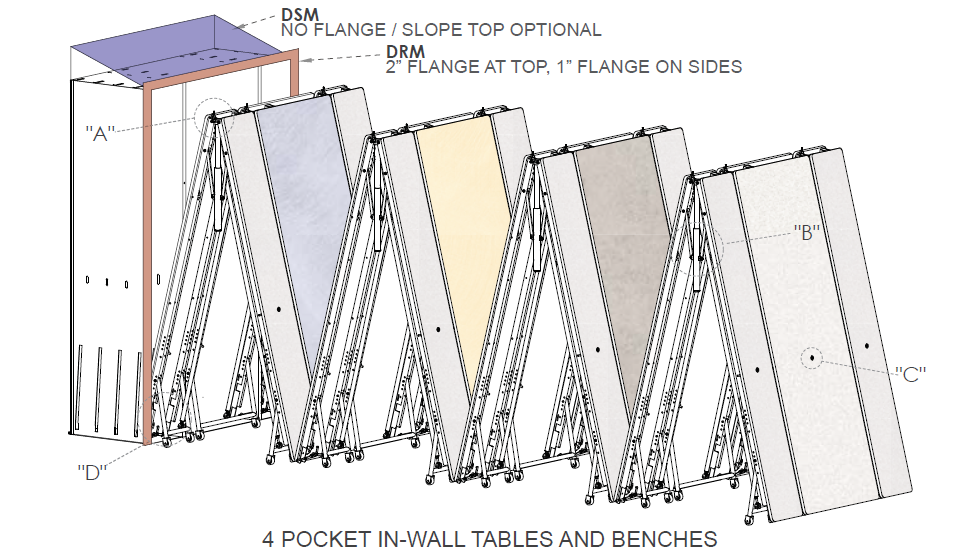 DSM
NO FLANGE / SLOPE TOP OPTIONAL
DRM
2” FLANGE AT TOP, 1” FLANGE ON SIDES
"A"
"B"
"C"
"D"
4 POCKET IN-WALL TABLES AND BENCHES